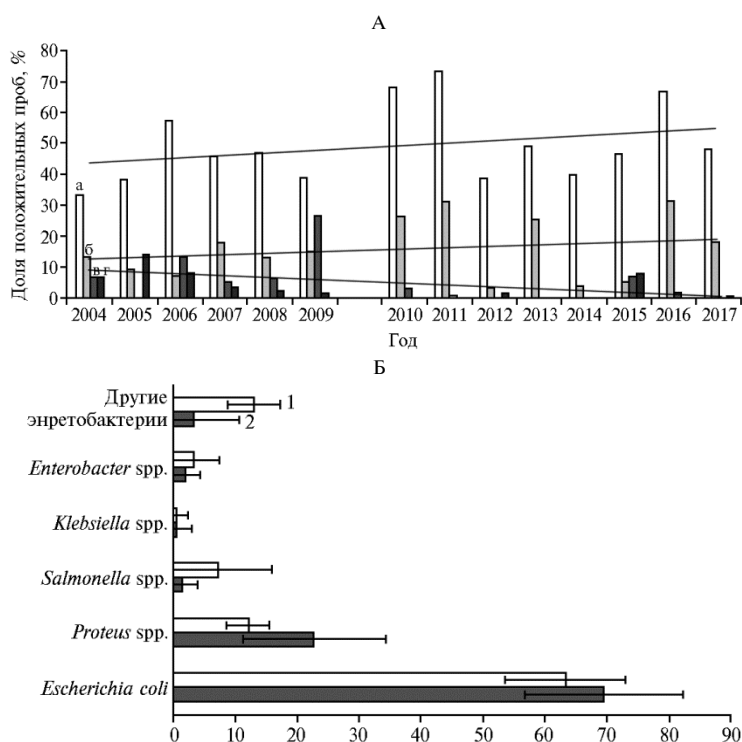 А
Доля положительных проб, %
80
70
60
50
40
30
20
10
0
а
б
в г
2004 2005 2006 2007 2008 2009 2010 2011 2012 2013 2014 2015 2016 2017
Год
Б
Другие
энретобактерии
1
2
Enterobacter spp.
Klebsiella spp.
Salmonella spp.
Proteus spp.
Escherichia coli
0 10 20 30 40 50 60 70 80 90